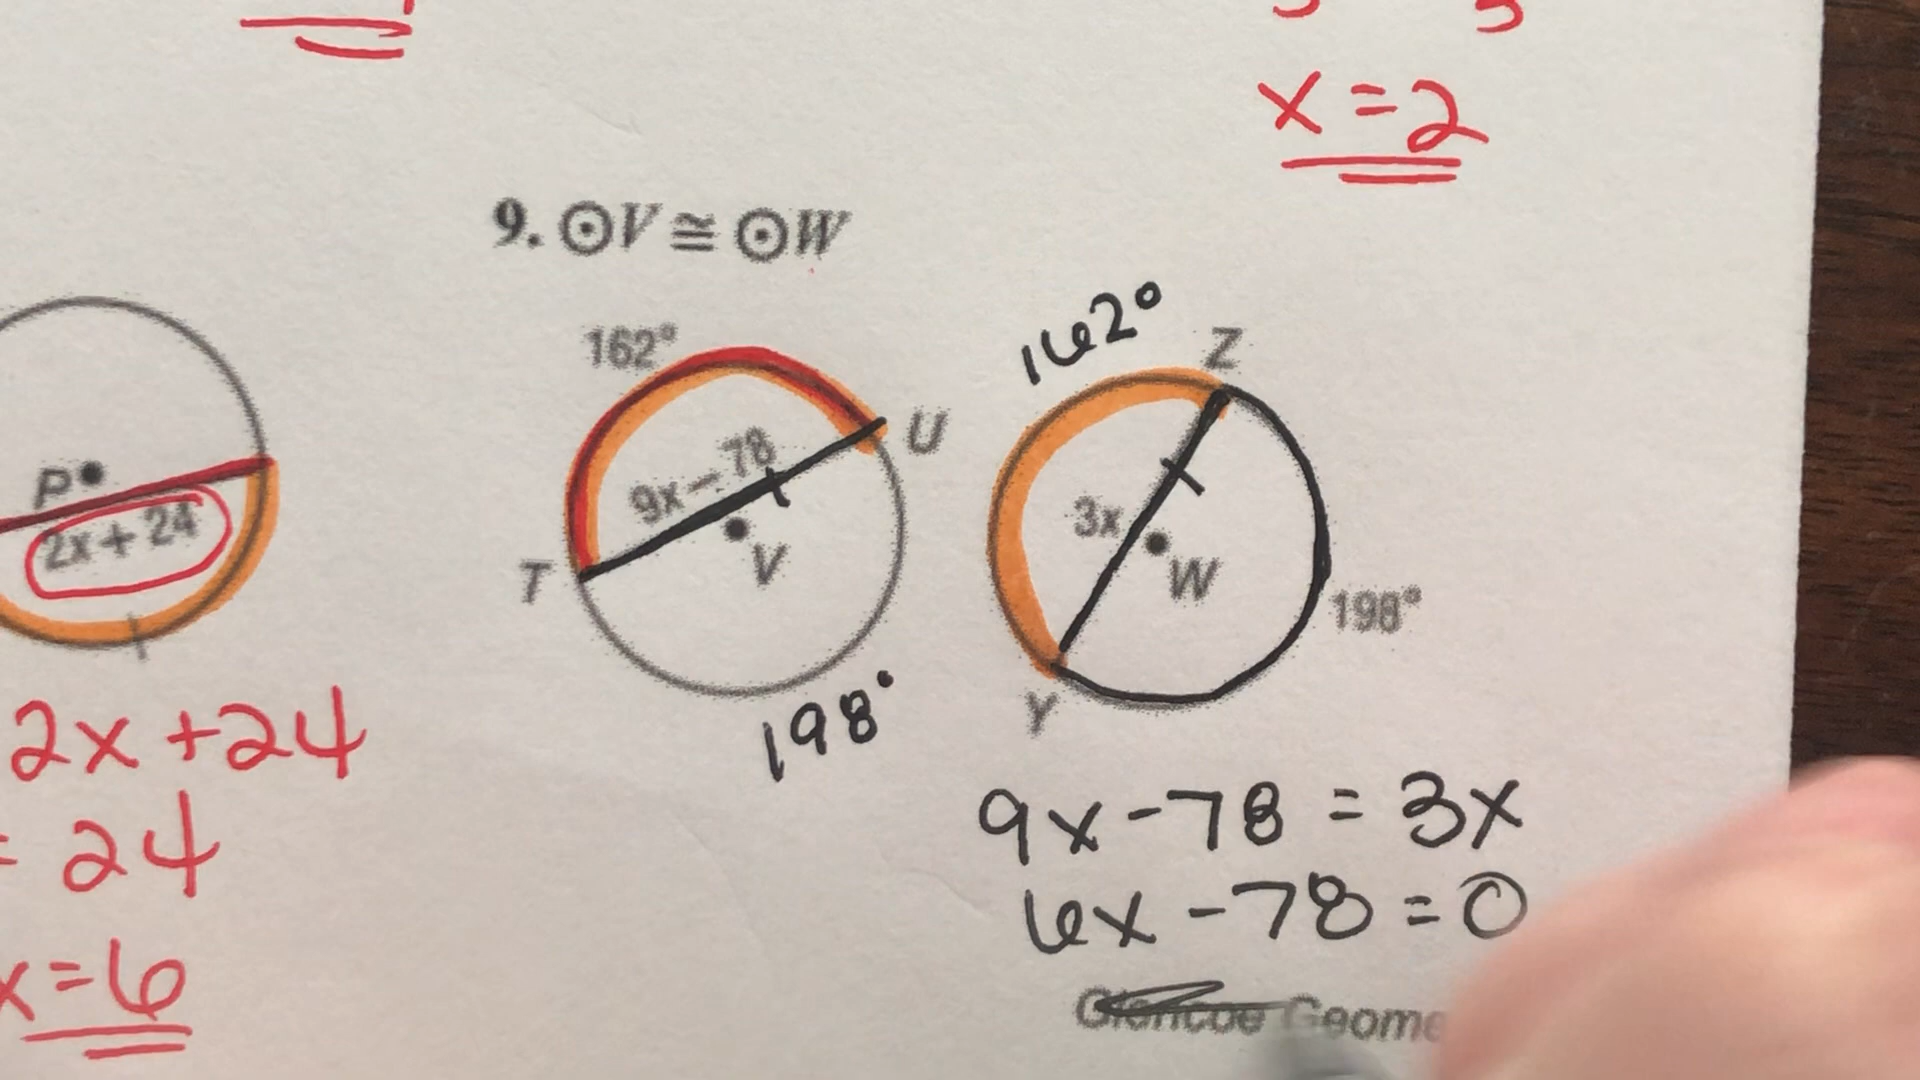 x = 2
9. ⊙V ≅ ⊙W
162°
U
9x – 78
V
T
198°
162°
Z
3x
W
198°
Y
P
2x + 24
2x + 24
= 24
x = 6
9x - 78 = 3x
6x - 78 = 0
Glencoe Geome